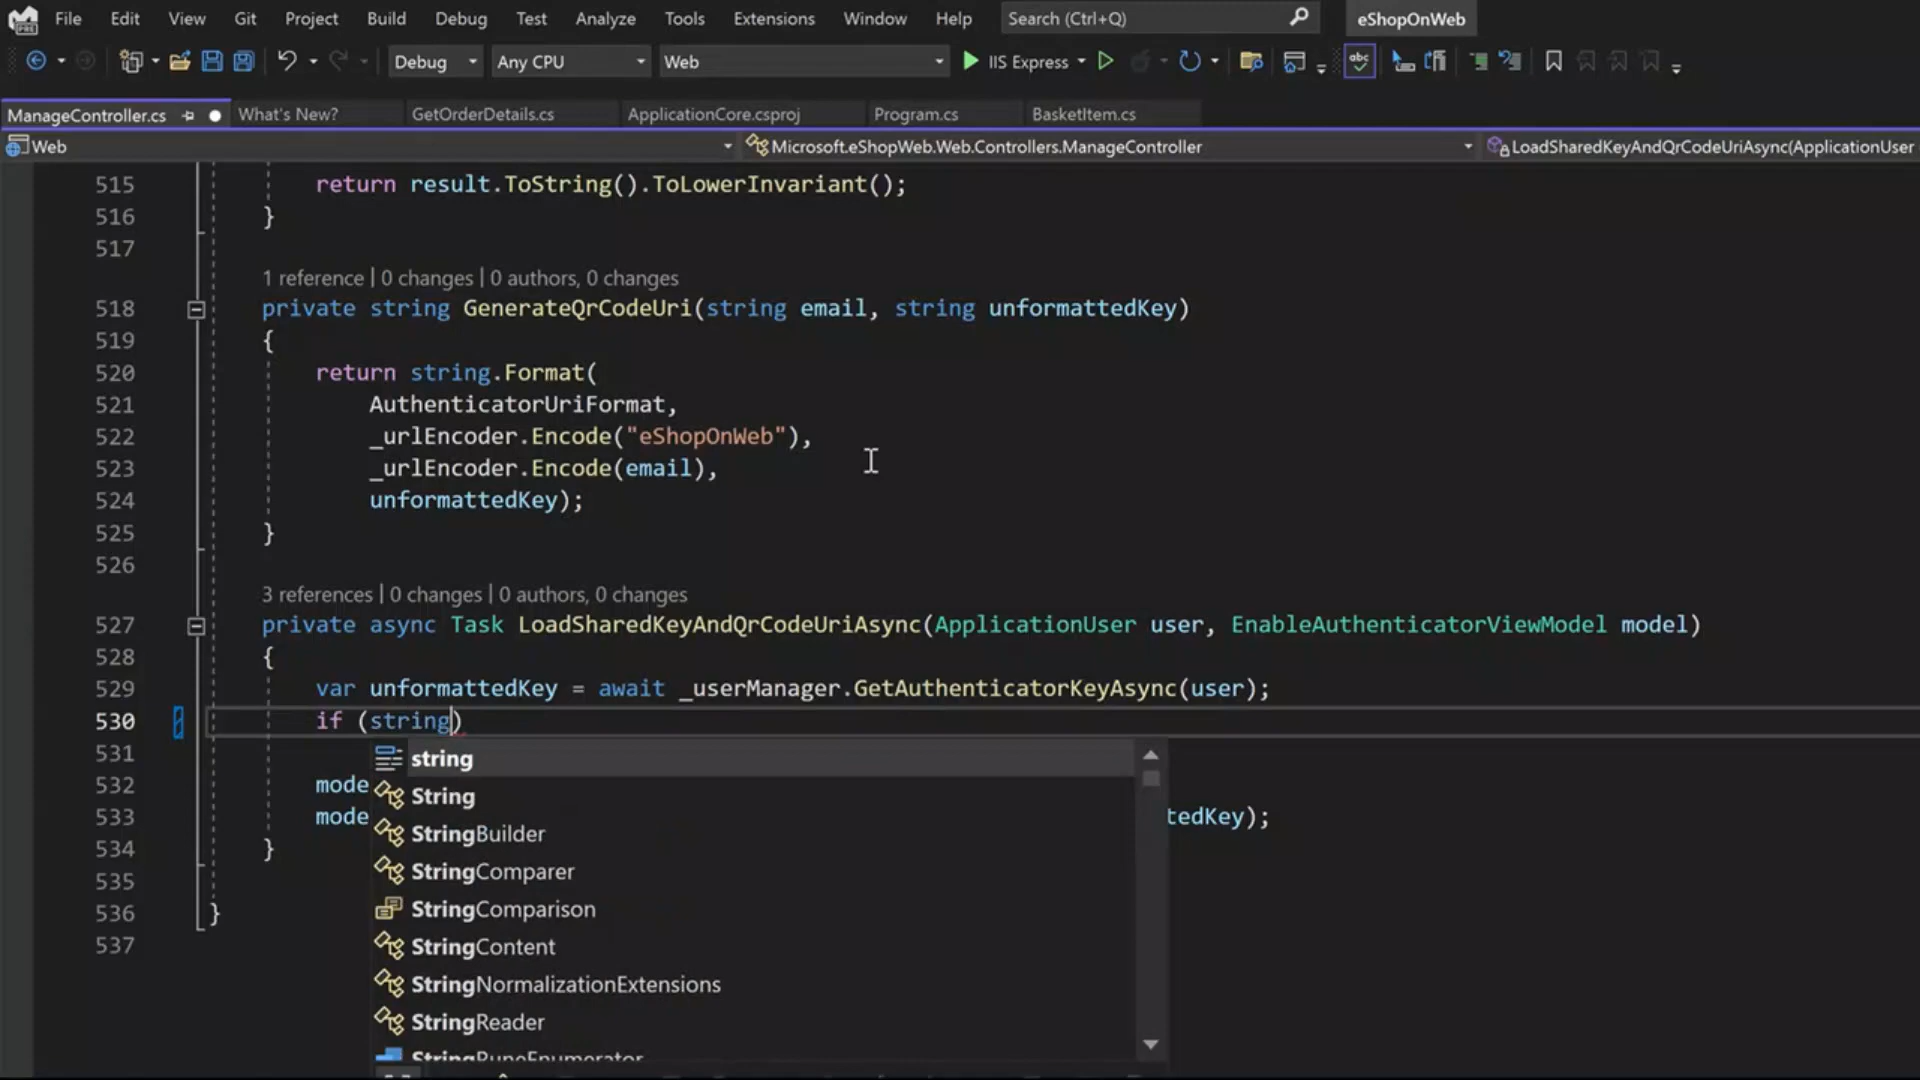 File Edit View Git Project Build Debug Test Analyze Tools Extensions Window Help Search (Ctrl+Q) eShopOnWeb
Debug Any CPU Web IIS Express
ManageController.cs What's New? GetOrderDetails.cs ApplicationCore.csproj Program.cs BasketItem.cs
Web Microsoft.eShopWeb.Web.Controllers.ManageController LoadSharedKeyAndQrCodeUriAsync(ApplicationUser
515 return result.ToString().ToLowerInvariant();
516 }
517
1 reference | 0 changes | 0 authors, 0 changes
518 private string GenerateQrCodeUri(string email, string unformattedKey)
519 {
520 return string.Format(
521 AuthenticatorUriFormat,
522 _urlEncoder.Encode("eShopOnWeb"),
523 _urlEncoder.Encode(email),
524 unformattedKey);
525 }
526
3 references | 0 changes | 0 authors, 0 changes
527 private async Task LoadSharedKeyAndQrCodeUriAsync(ApplicationUser user, EnableAuthenticatorViewModel model)
528 {
529 var unformattedKey = await _userManager.GetAuthenticatorKeyAsync(user);
530 if (string)
531 string
532 mode String
533 mode tedKey);
StringBuilder
534 }
StringComparer
535
StringComparison
536 }
537 StringContent
StringNormalizationExtensions
StringReader
StringRuneEnumerator